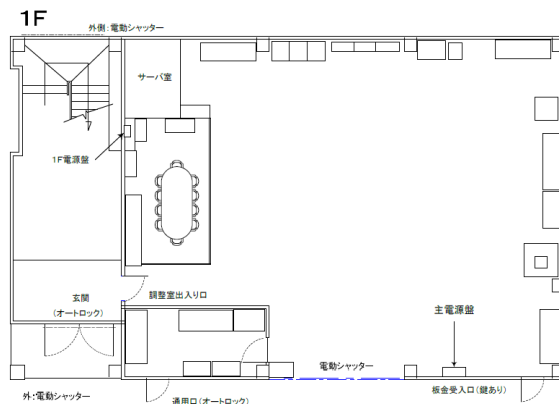 1F
外側:電動シャッター
サーバ室
1F電源盤
玄関
(オートロック)
調整室出入り口
主電源盤
電動シャッター
外:電動シャッター
通用口(オートロック)
板金受入口(鍵あり)